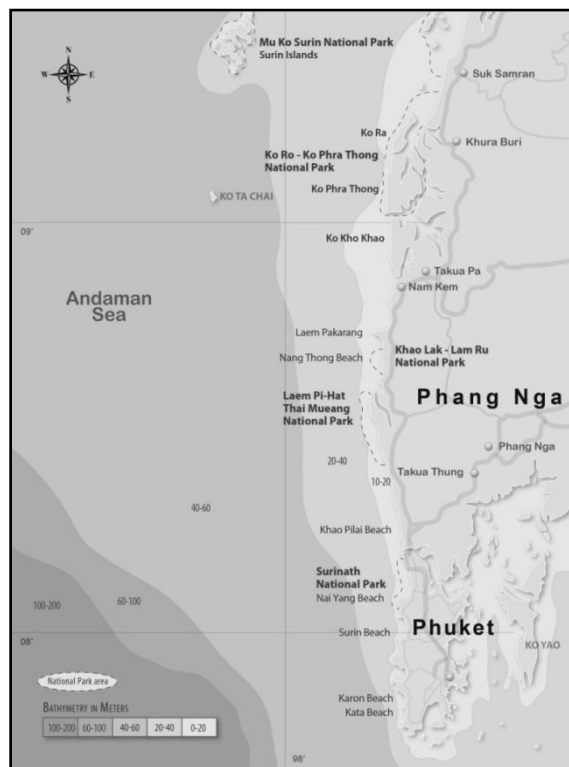 Mu Ko Surin National Park
Surin Islands
N
W E
S
Suk Samran
Ko Ra
Khura Buri
Ko Ro - Ko Phra Thong
National Park
Ko Phra Thong
KO TA CHAI
09'
Ko Kho Khao
Takua Pa
Nam Kem
Andaman
Sea
Laem Pakarang
Nang Thong Beach
Khao Lak - Lam Ru
National Park
Laem Pi-Hat
Thai Mueang
National Park
Phang Nga
Phang Nga
20-40
Takua Thung
10-20
40-60
Khao Pilai Beach
Surinath
National Park
Nai Yang Beach
100-200
60-100
Surin Beach
Phuket
08'
KO YAO
National Park area
Karon Beach
Kata Beach
BATHYMETRY IN METERS
100-200 60-100 40-60 20-40 0-20
98'